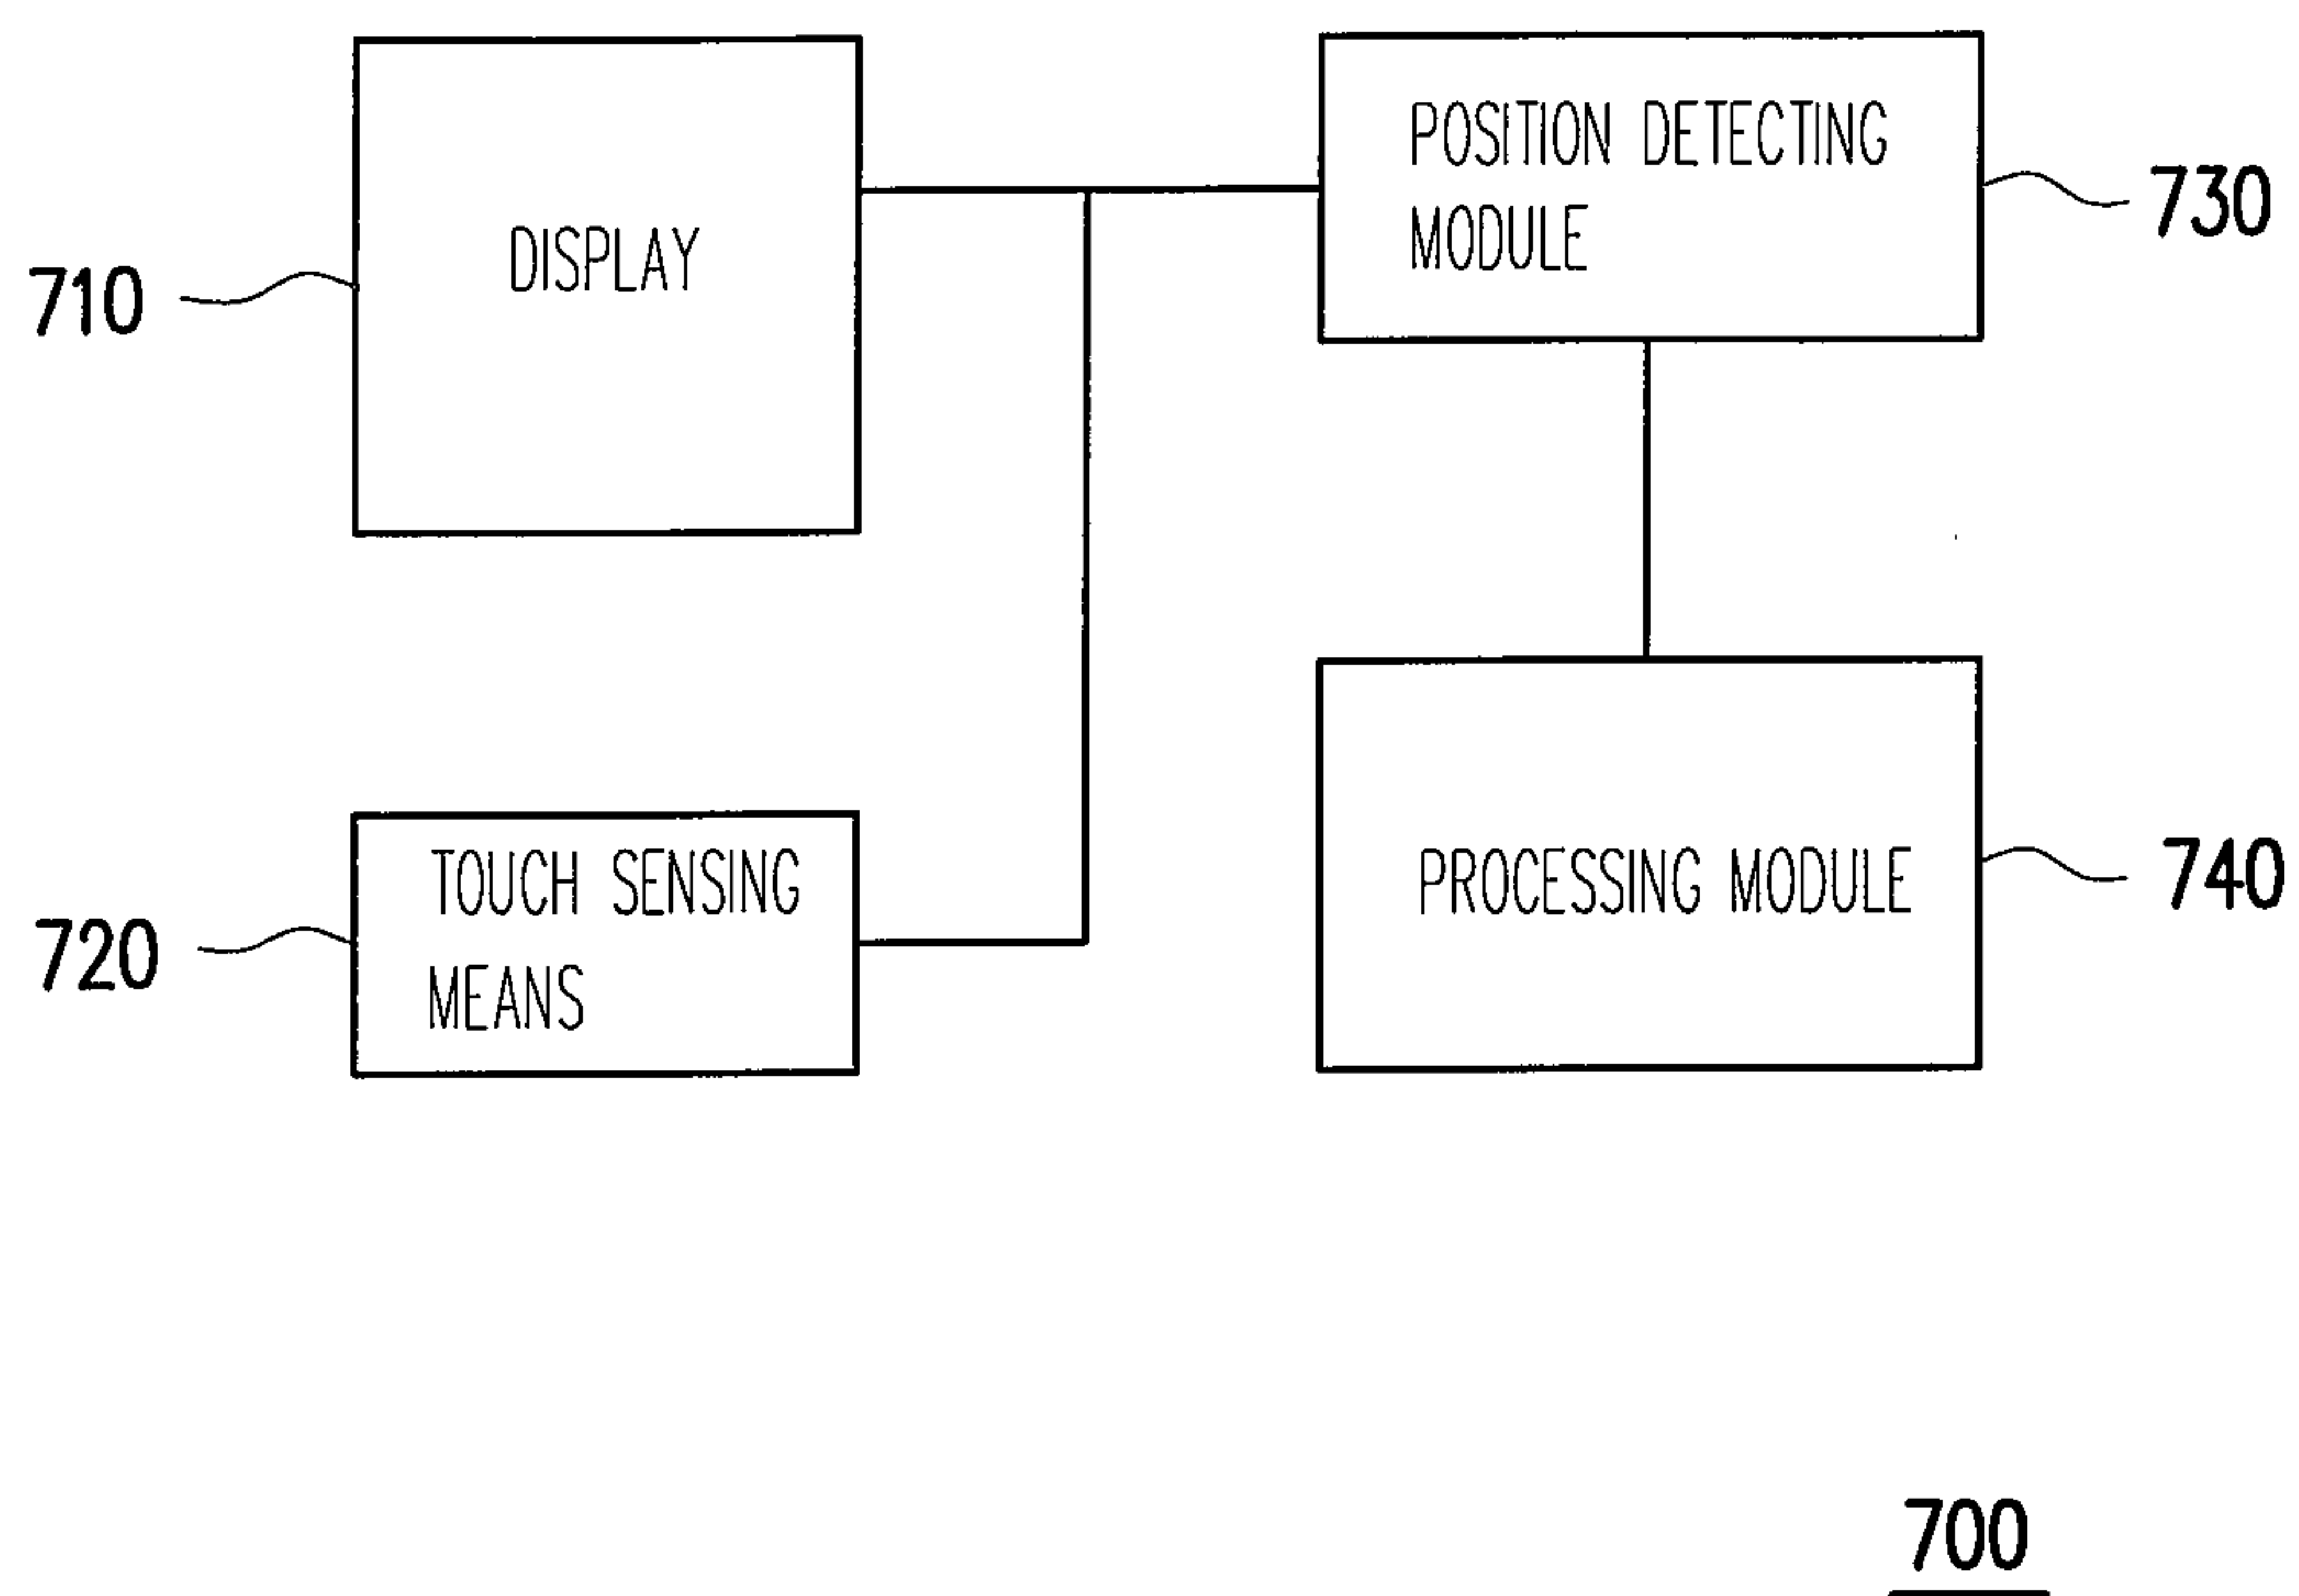 DISPLAY
710
POSITION DETECTING
MODULE
730
TOUCH SENSING
MEANS
720
PROCESSING MODULE
740
700